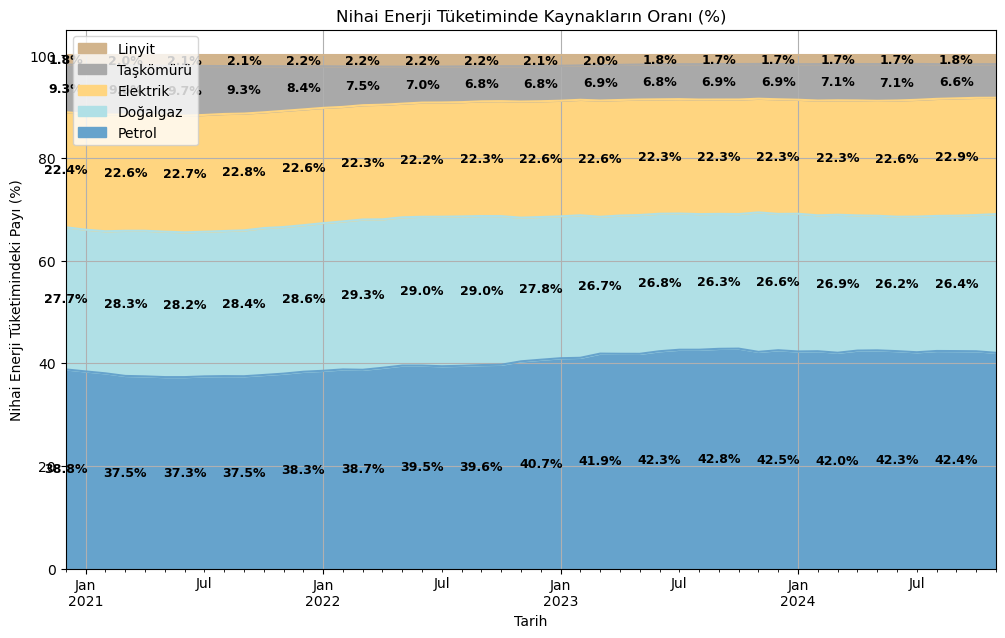 Nihai Enerji Tüketiminde Kaynakların Oranı (%)
Linyit
Taşkömürü
Elektrik
Doğalgaz
Petrol
1.8% 2.0% 2.1% 2.1% 2.2% 2.2% 2.2% 2.2% 2.1% 2.0% 1.8% 1.7% 1.7% 1.7% 1.7% 1.8%
9.3% 9.7% 9.3% 8.4% 7.5% 7.0% 6.8% 6.8% 6.9% 6.8% 6.9% 6.9% 7.1% 7.1% 6.6%
22.4% 22.6% 22.7% 22.8% 22.6% 22.3% 22.2% 22.3% 22.6% 22.6% 22.3% 22.3% 22.3% 22.3% 22.6% 22.9%
27.7% 28.3% 28.2% 28.4% 28.6% 29.3% 29.0% 29.0% 27.8% 26.7% 26.8% 26.3% 26.6% 26.9% 26.2% 26.4%
38.8% 37.5% 37.3% 37.5% 38.3% 38.7% 39.5% 39.6% 40.7% 41.9% 42.3% 42.8% 42.5% 42.0% 42.3% 42.4%
100
80
60
40
20
0
Nihai Enerji Tüketimindeki Payı (%)
Jan Jul Jan Jul Jan Jul Jan Jul
2021 2022 2023 2024
Tarih